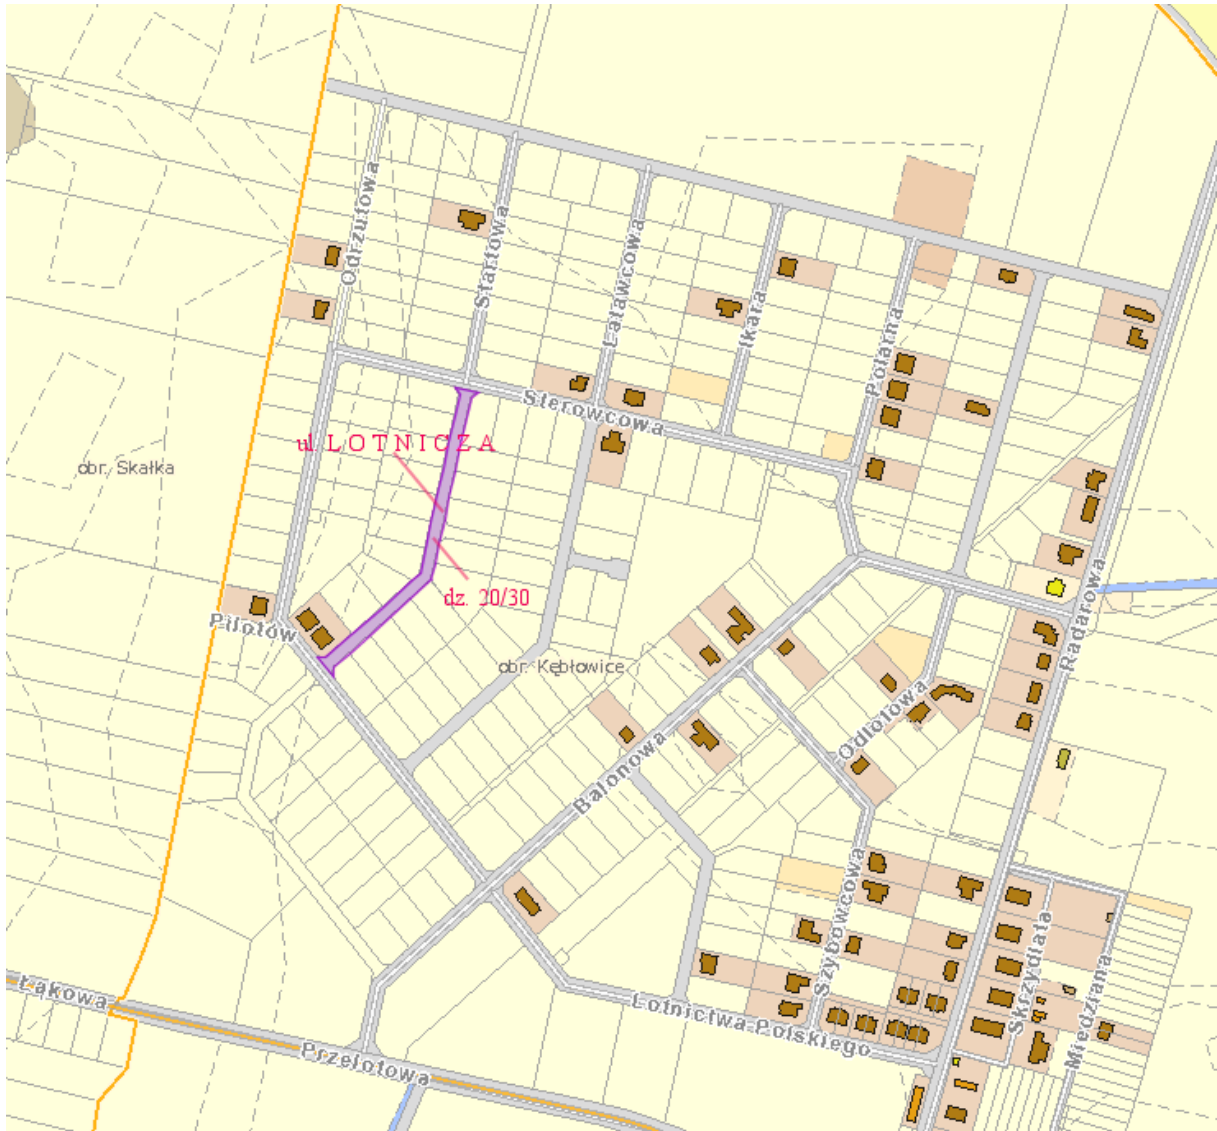 Odrzutowa
Startowa
Latawcowa
Ikara
Polarna
Sterowcowa
ul. L O T N I C Z A
obr. Skałka
dz. 20/30
Pilotów
obr. Kębłowice
Radarowa
Odlotowa
Balonowa
Szybowcowa
Skrzydlata
Miedziana
Łąkowa
Lotnictwa Polskiego
Przelotowa